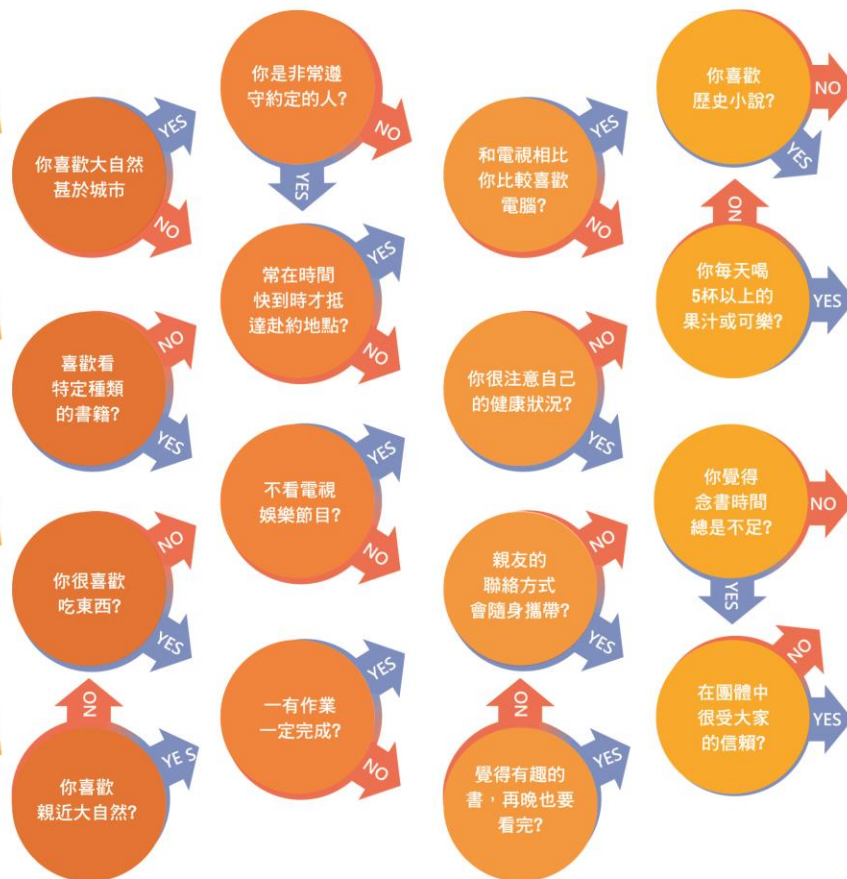 你喜歡大自然
甚於城市
YES
NO
喜歡看
特定種類
的書籍?
NO
YES
你很喜歡
吃東西?
NO
YES
你喜歡
親近大自然?
NO
YE S
你是非常遵
守約定的人?
NO
YES
常在時間
快到時才抵
達赴約地點?
YES
NO
不看電視
娛樂節目?
YES
NO
一有作業
一定完成?
YES
NO
和電視相比
你比較喜歡
電腦?
YES
NO
你很注意自己
的健康狀況?
NO
YES
親友的
聯絡方式
會隨身攜帶?
NO
YES
覺得有趣的
書,再晚也要
看完?
NO
YES
你喜歡
歷史小說?
NO
YES
你每天喝
5杯以上的
果汁或可樂?
NO
YES
你覺得
念書時間
總是不足?
NO
YES
在團體中
很受大家
的信賴?
NO
YES